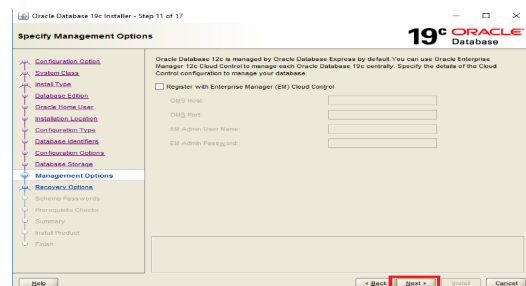 Oracle Database 19c Installer - Step 11 of 17
Specify Management Options
19c ORACLE
Database
Configuration Option
System Class
Install Type
Database Edition
Oracle Home User
Installation Location
Configuration Type
Database Identifiers
Configuration Options
Database Storage
Management Options
Recovery Options
Schema Passwords
Prerequisite Checks
Summary
Install Product
Finish
Oracle Database 12c is managed by Oracle Database Express by default.You can use Oracle Enterprise
Manager 12c Cloud Control to manage each Oracle Database 19c centrally. Specify the details of the Cloud
Control configuration to manage your database.
Register with Enterprise Manager (EM) Cloud Control
OMS Host:
OMS Port:
EM Admin User Name:
EM Admin Password:
Help
< Back
Next >
Install
Cancel